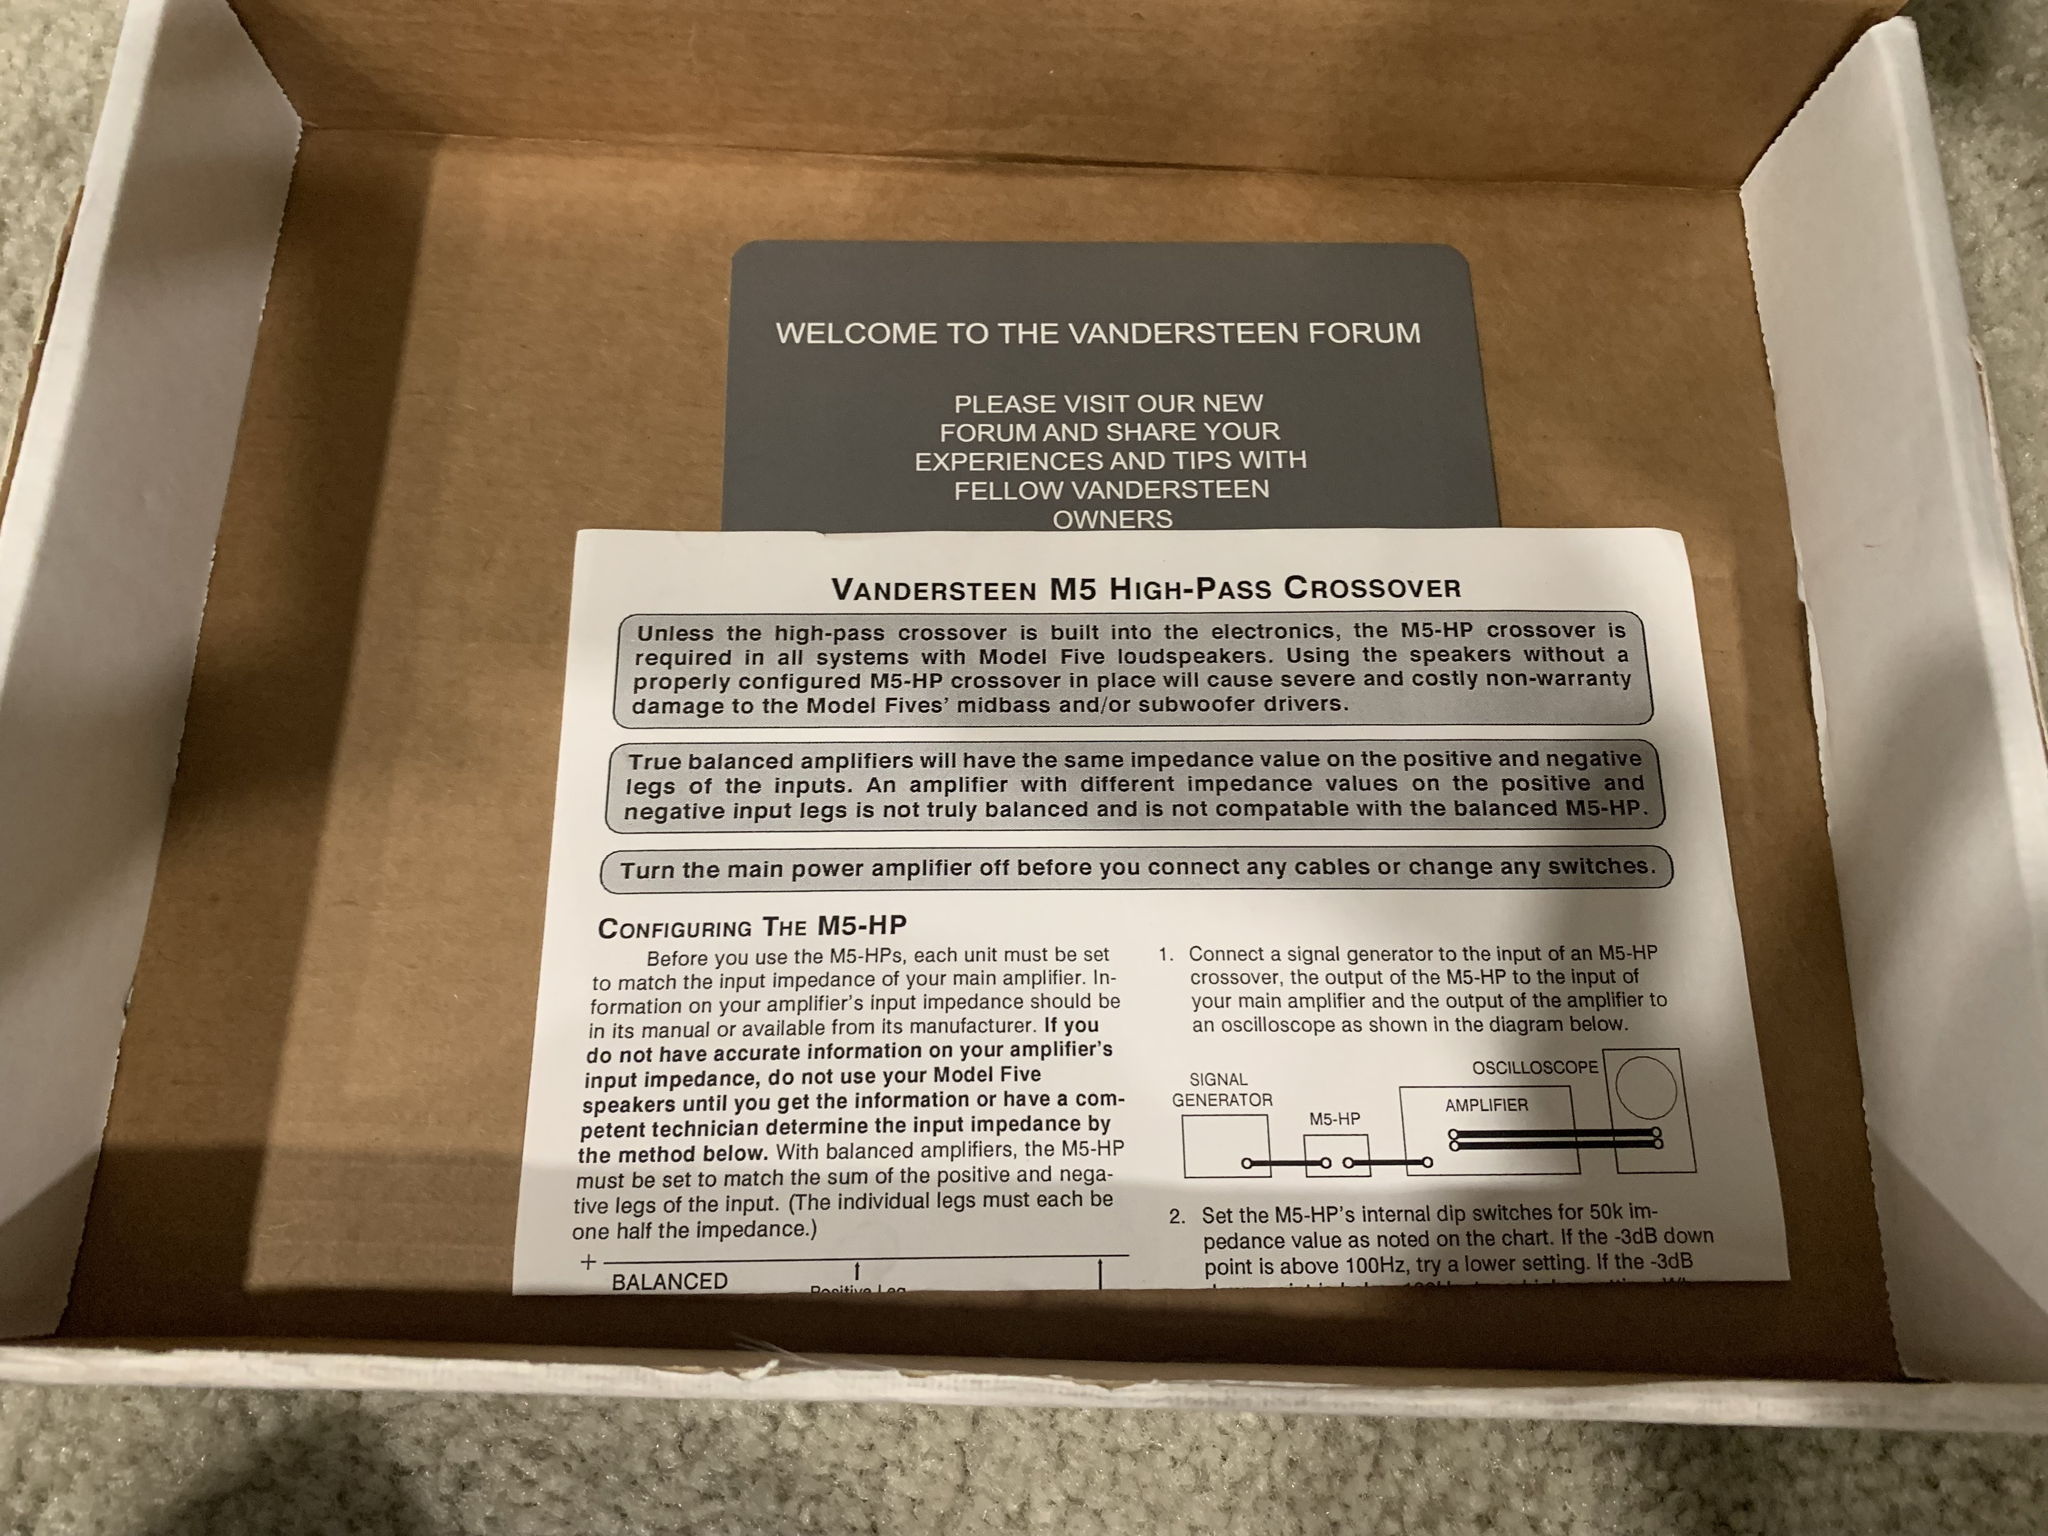 WELCOME TO THE VANDERSTEEN FORUM
PLEASE VISIT OUR NEW
FORUM AND SHARE YOUR
EXPERIENCES AND TIPS WITH
FELLOW VANDERSTEEN
OWNERS
VANDERSTEEN M5 HIGH-PASS CROSSOVER
Unless the high-pass crossover is built into the electronics, the M5-HP crossover is
required in all systems with Model Five loudspeakers. Using the speakers without a
properly configured M5-HP crossover in place will cause severe and costly non-warranty
damage to the Model Fives' midbass and/or subwoofer drivers.
True balanced amplifiers will have the same impedance value on the positive and negative
legs of the inputs. An amplifier with different impedance values on the positive and
negative input legs is not truly balanced and is not compatable with the balanced M5-HP.
Turn the main power amplifier off before you connect any cables or change any switches.
CONFIGURING THE M5-HP
Before you use the M5-HPs, each unit must be set
to match the input impedance of your main amplifier. In-
formation on your amplifier's input impedance should be
in its manual or available from its manufacturer. If you
do not have accurate information on your amplifier's
input impedance, do not use your Model Five
speakers until you get the information or have a com-
petent technician determine the input impedance by
the method below. With balanced amplifiers, the M5-HP
must be set to match the sum of the positive and nega-
tive legs of the input. (The individual legs must each be
one half the impedance.)
+
BALANCED
Positive Leg
1. Connect a signal generator to the input of an M5-HP
crossover, the output of the M5-HP to the input of
your main amplifier and the output of the amplifier to
an oscilloscope as shown in the diagram below.
SIGNAL
GENERATOR
M5-HP
AMPLIFIER
OSCILLOSCOPE
2. Set the M5-HP's internal dip switches for 50k im-
pedance value as noted on the chart. If the -3dB down
point is above 100Hz, try a lower setting. If the -3dB